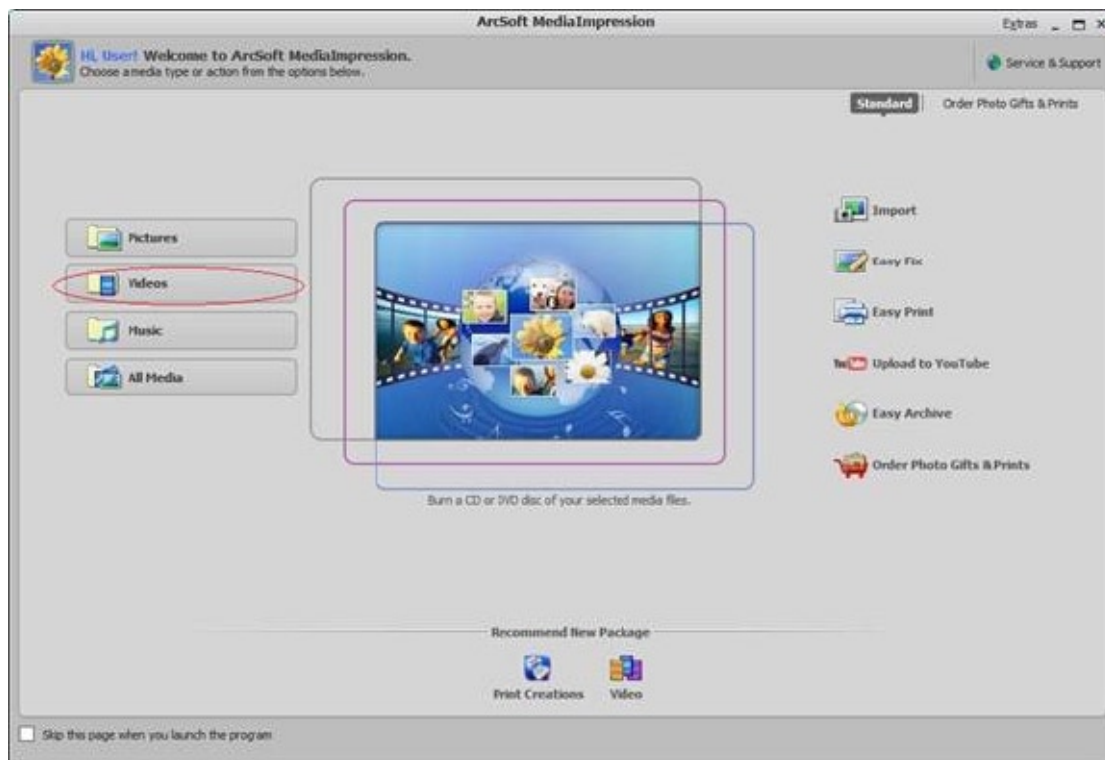 ArcSoft MediaImpression
Extras
Hi, User! Welcome to ArcSoft MediaImpression.
Choose a media type or action from the options below.
Service & Support
Standard
Order Photo Gifts & Prints
Pictures
Videos
Music
All Media
Import
Easy Fix
Easy Print
Upload to YouTube
Easy Archive
Order Photo Gifts & Prints
Burn a CD or DVD disc of your selected media files.
Recommend New Package
Print Creations
Video
Skip this page when you launch the program